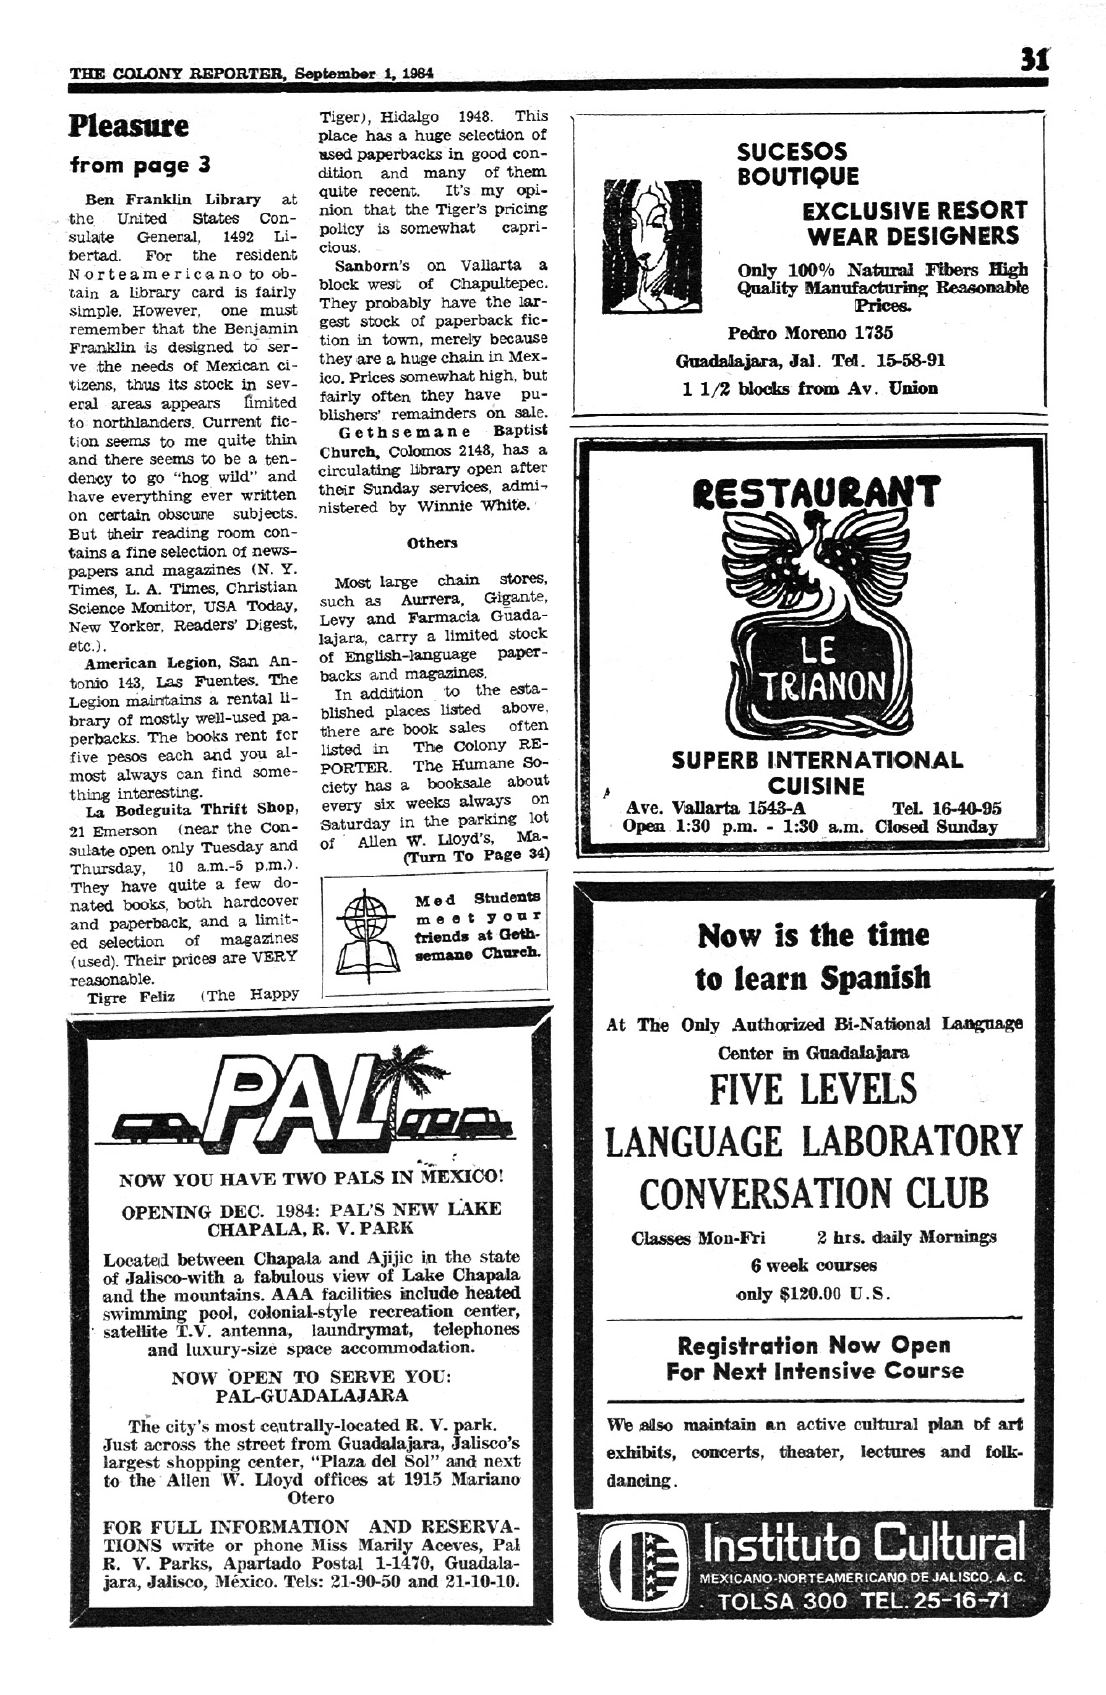 THE COLONY REPORTER, September 1, 1984
31
Pleasure
from page 3
Ben Franklin Library at
the United States Con-
sulate General, 1492 Li-
bertad. For the resident
Norteamericano to ob-
tain a library card is fairly
simple. However, one must
remember that the Benjamin
Franklin is designed to ser-
ve the needs of Mexican ci-
tizens, thus its stock in sev-
eral areas appears limited
to northlanders. Current fic-
tion seems to me quite thin
and there seems to be a ten-
dency to go "hog wild" and
have everything ever written
on certain obscure subjects.
But their reading room con-
tains a fine selection of news-
papers and magazines (N. Y.
Times, L. A. Times, Christian
Science Monitor, USA Today,
New Yorker, Readers' Digest,
etc.).
American Legion, San An-
tonio 143, Las Fuentes. The
Legion maintains a rental li-
brary of mostly well-used pa-
perbacks. The books rent for
five pesos each and you al-
most always can find some-
thing interesting.
La Bodeguita Thrift Shop,
21 Emerson (near the Con-
sulate open only Tuesday and
Thursday, 10 a.m.-5 p.m.).
They have quite a few do-
nated books, both hardcover
and paperback, and a limit-
ed selection of magazines
(used). Their prices are VERY
reasonable.
Tigre Feliz (The Happy
Tiger), Hidalgo 1948. This
place has a huge selection of
used paperbacks in good con-
dition and many of them
quite recent. It's my opi-
nion that the Tiger's pricing
policy is somewhat capri-
cious.
Sanborn's on Vallarta a
block west of Chapultepec.
They probably have the lar-
gest stock of paperback fic-
tion in town, merely because
they are a huge chain in Mex-
ico. Prices somewhat high, but
fairly often they have pu-
blishers' remainders on sale.
Gethsemane Baptist
Church, Colomos 2148, has a
circulating library open after
their Sunday services, admi-
nistered by Winnie White.
Others
Most large chain stores,
such as Aurrera, Gigante,
Levy and Farmacia Guada-
lajara, carry a limited stock
of English-language paper-
backs and magazines.
In addition to the esta-
blished places listed above,
there are book sales often
listed in The Colony RE-
PORTER. The Humane So-
ciety has a booksale about
every six weeks always on
Saturday in the parking lot
of Allen W. Lloyd's, Ma-
(Turn To Page 34)
Med Students
meet your
friends at Geth-
semane Church.
PAL
NOW YOU HAVE TWO PALS IN MEXICO!
OPENING DEC. 1984: PAL'S NEW LAKE
CHAPALA, R. V. PARK
Located between Chapala and Ajijic in the state
of Jalisco-with a fabulous view of Lake Chapala
and the mountains. AAA facilities include heated
swimming pool, colonial-style recreation center,
satellite T.V. antenna, laundrymat, telephones
and luxury-size space accommodation.
NOW OPEN TO SERVE YOU:
PAL-GUADALAJARA
The city's most centrally-located R. V. park.
Just across the street from Guadalajara, Jalisco's
largest shopping center, "Plaza del Sol" and next
to the Allen W. Lloyd offices at 1915 Mariano
Otero
FOR FULL INFORMATION AND RESERVA-
TIONS write or phone Miss Marily Aceves, Pal
R. V. Parks, Apartado Postal 1-1470, Guadala-
jara, Jalisco, México. Tels: 21-90-50 and 21-10-10.
SUCESOS
BOUTIQUE
EXCLUSIVE RESORT
WEAR DESIGNERS
Only 100% Natural Fibers High
Quality Manufacturing Reasonable
Prices.
Pedro Moreno 1735
Guadalajara, Jal. Tel. 15-58-91
1 1/2 blocks from Av. Union
RESTAURANT
LE
TRIANON
SUPERB INTERNATIONAL
CUISINE
Ave. Vallarta 1543-A Tel. 16-40-95
Open 1:30 p.m. - 1:30 a.m. Closed Sunday
Now is the time
to learn Spanish
At The Only Authorized Bi-National Language
Center in Guadalajara
FIVE LEVELS
LANGUAGE LABORATORY
CONVERSATION CLUB
Classes Mon-Fri 2 hrs. daily Mornings
6 week courses
only $120.00 U.S.
Registration Now Open
For Next Intensive Course
We also maintain an active cultural plan of art
exhibits, concerts, theater, lectures and folk-
dancing.
Instituto Cultural
MEXICANO-NORTEAMERICANO DE JALISCO, A. C.
TOLSA 300 TEL. 25-16-71